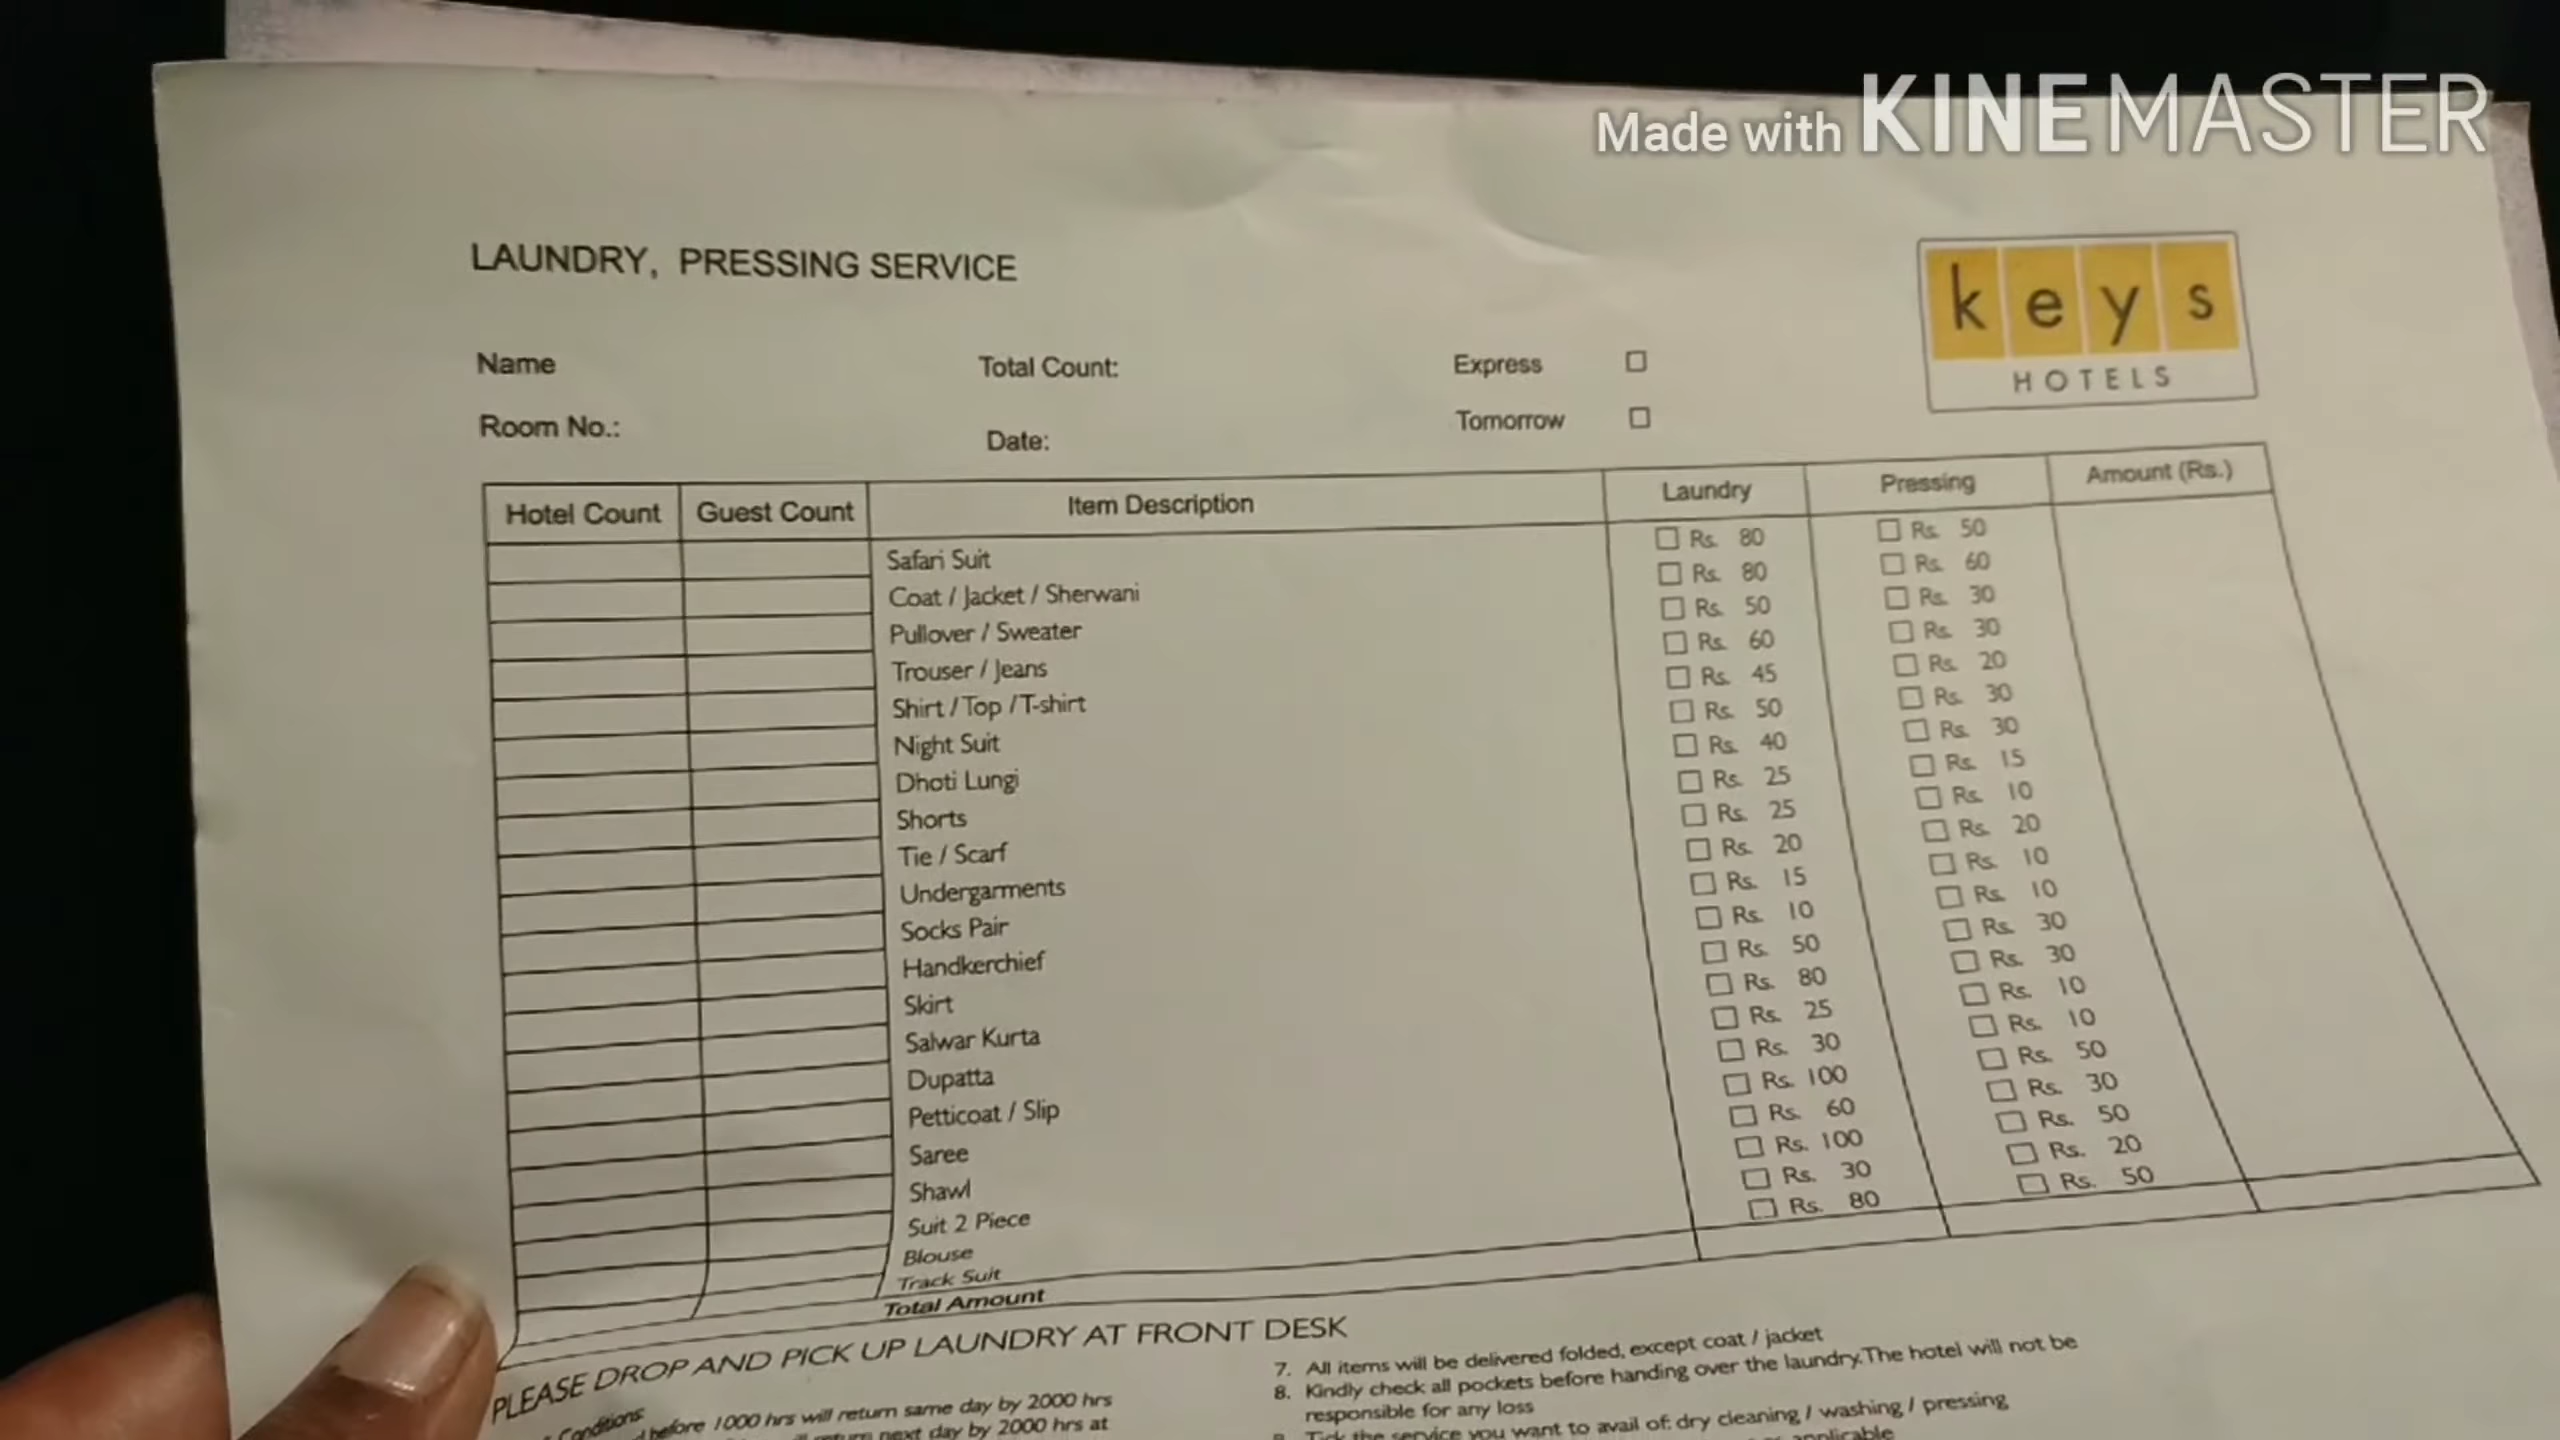 Made with KINEMASTER
LAUNDRY, PRESSING SERVICE
keys
HOTELS
Name
Total Count:
Express
Room No.:
Date:
Tomorrow
Hotel Count Guest Count Item Description Laundry Pressing Amount (Rs.)
Safari Suit Rs. 80 Rs. 50
Coat / Jacket / Sherwani Rs. 80 Rs. 60
Pullover / Sweater Rs. 50 Rs. 30
Trouser / Jeans Rs. 60 Rs. 30
Shirt / Top / T-shirt Rs. 45 Rs. 20
Night Suit Rs. 50 Rs. 30
Dhoti Lungi Rs. 40 Rs. 30
Shorts Rs. 25 Rs. 15
Tie / Scarf Rs. 25 Rs. 10
Undergarments Rs. 20 Rs. 20
Socks Pair Rs. 15 Rs. 10
Handkerchief Rs. 10 Rs. 10
Skirt Rs. 50 Rs. 30
Salwar Kurta Rs. 80 Rs. 30
Dupatta Rs. 25 Rs. 10
Petticoat / Slip Rs. 30 Rs. 10
Saree Rs. 100 Rs. 50
Shawl Rs. 60 Rs. 30
Suit 2 Piece Rs. 100 Rs. 50
Blouse Rs. 30 Rs. 20
Track Suit Rs. 80 Rs. 50
Total Amount
PLEASE DROP AND PICK UP LAUNDRY AT FRONT DESK
Conditions
before 1000 hrs will return same day by 2000 hrs
return next day by 2000 hrs at
7. All items will be delivered folded, except coat / jacket
8. Kindly check all pockets before handing over the laundry. The hotel will not be
responsible for any loss
Tick the service you want to avail of: dry cleaning / washing / pressing
applicable